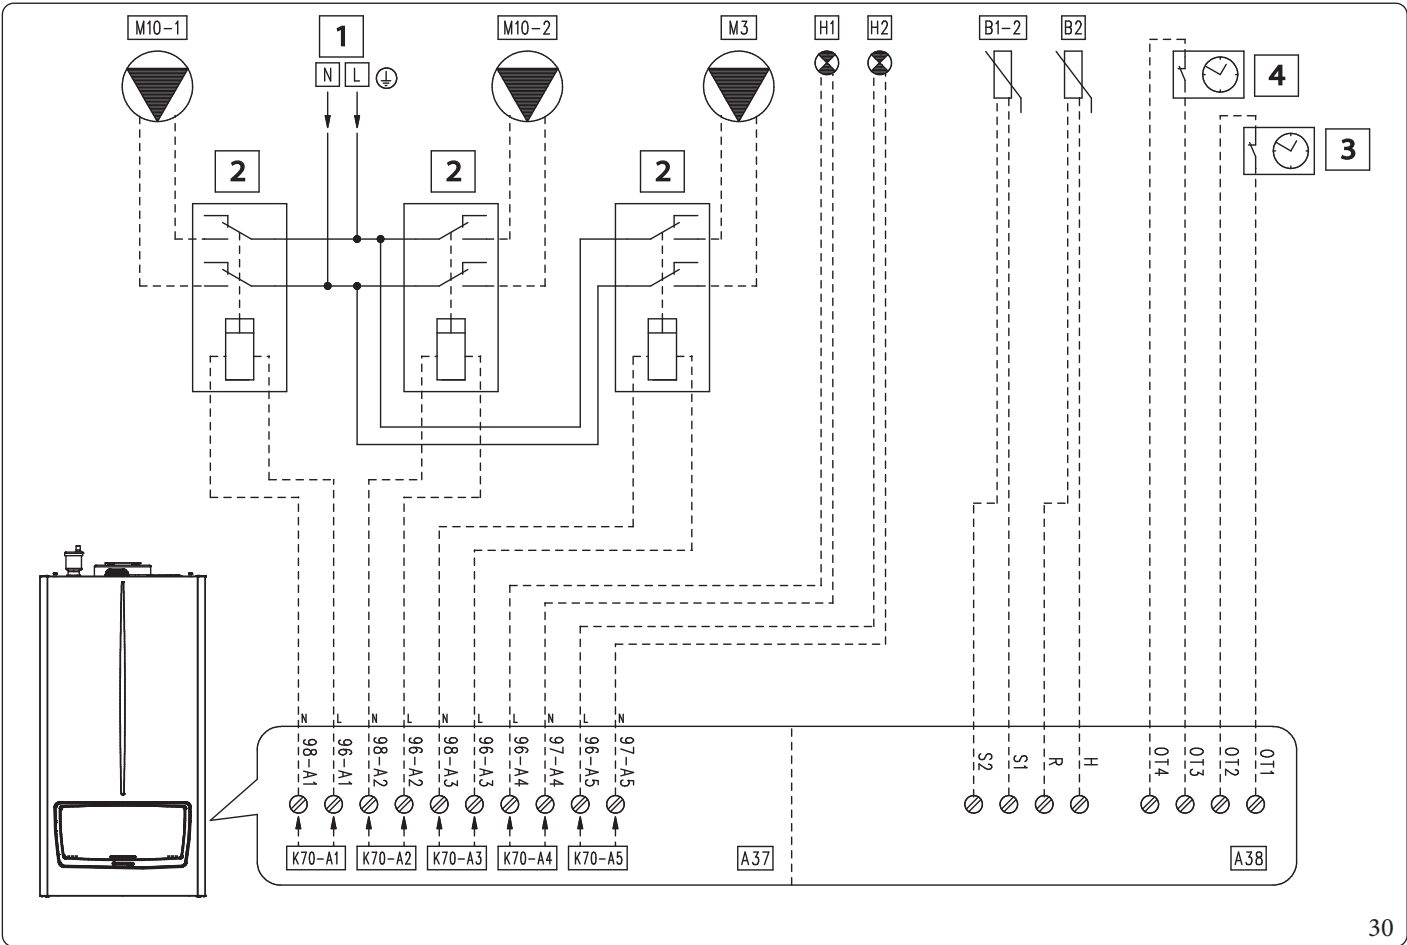 M10-1
1
M10-2
M3
H1
H2
B1-2
B2
N
L
4
3
2
2
2
N
L
N
L
N
L
L
N
L
N
98-A1
96-A1
98-A2
96-A2
98-A3
96-A3
96-A4
97-A4
96-A5
97-A5
S2
S1
R
H
OT4
OT3
OT2
OT1
K70-A1
K70-A2
K70-A3
K70-A4
K70-A5
A37
A38
30